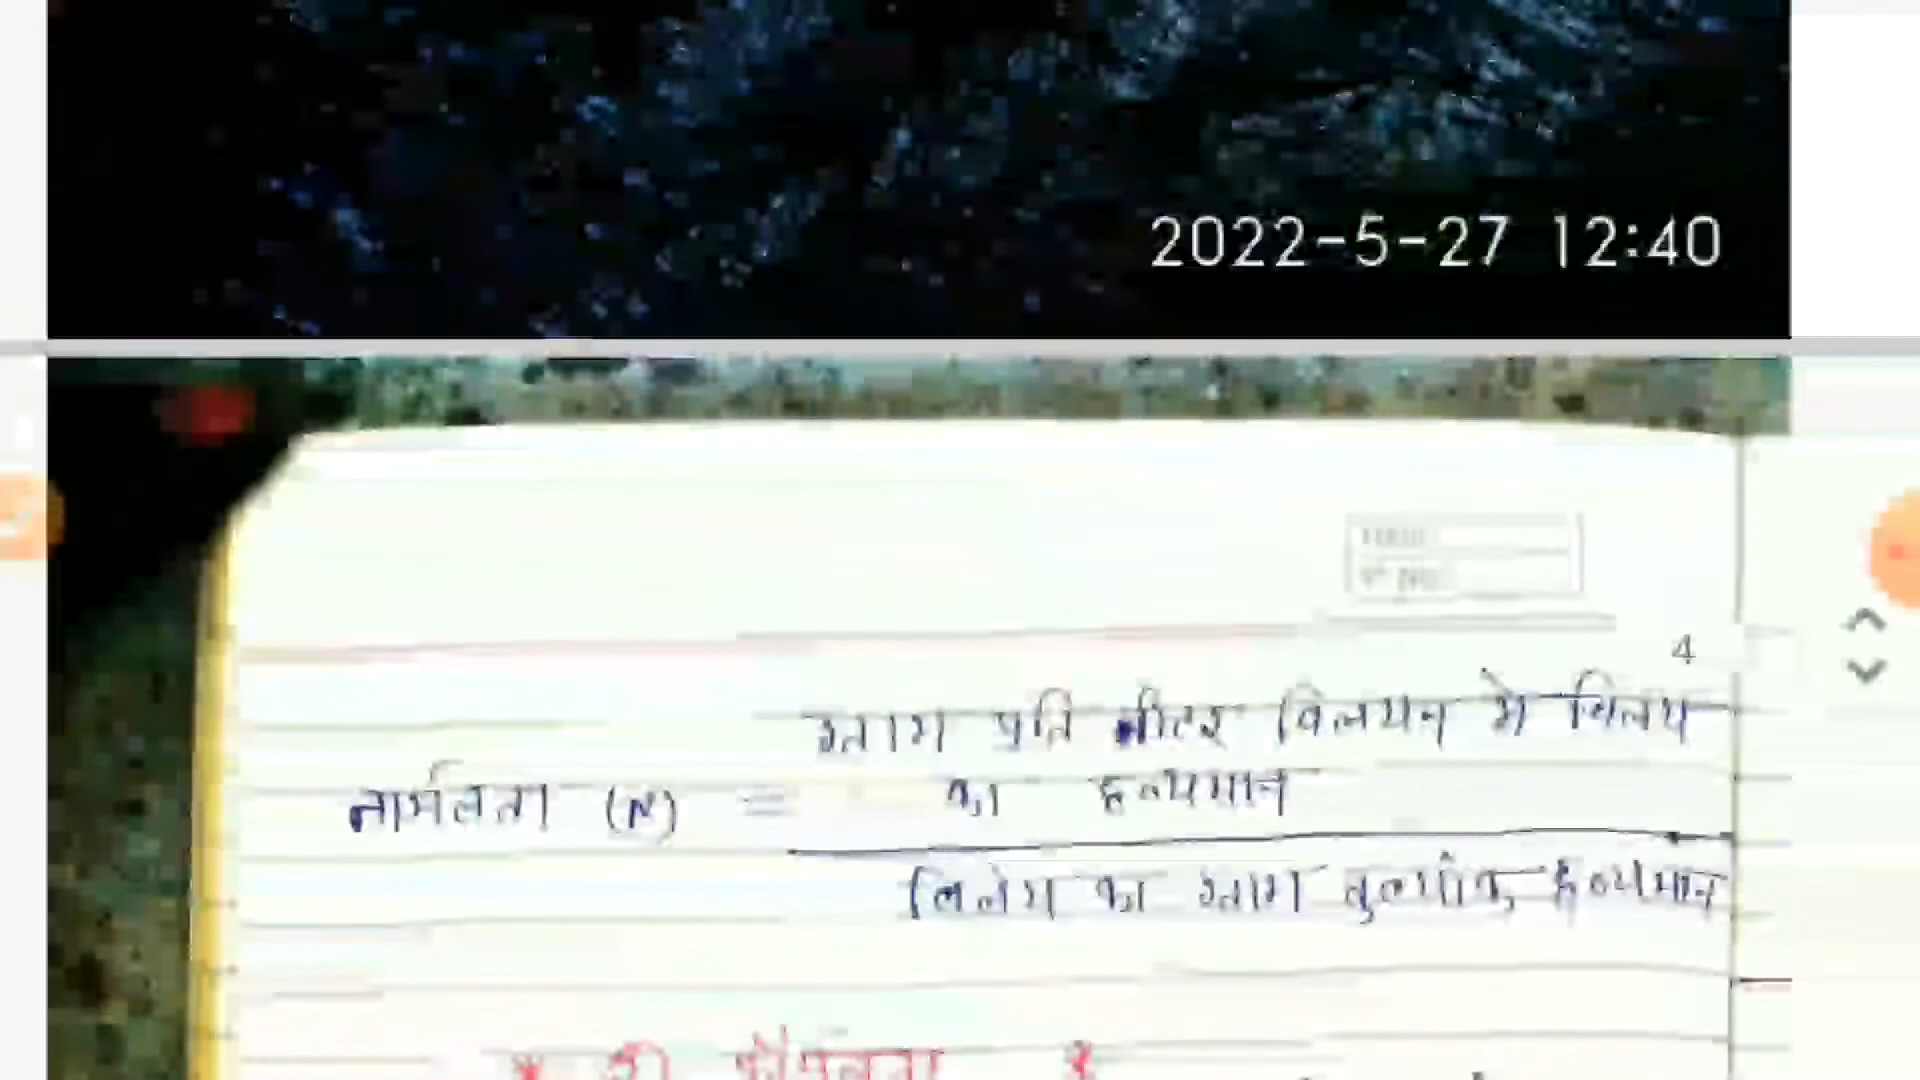 2022-5-27 12:40
4
ग्राम प्रति लीटर विलयन मे विलेय
नार्मलता (N) = का द्रव्यमान
विलेय का ग्राम तुल्यांक द्रव्यमान